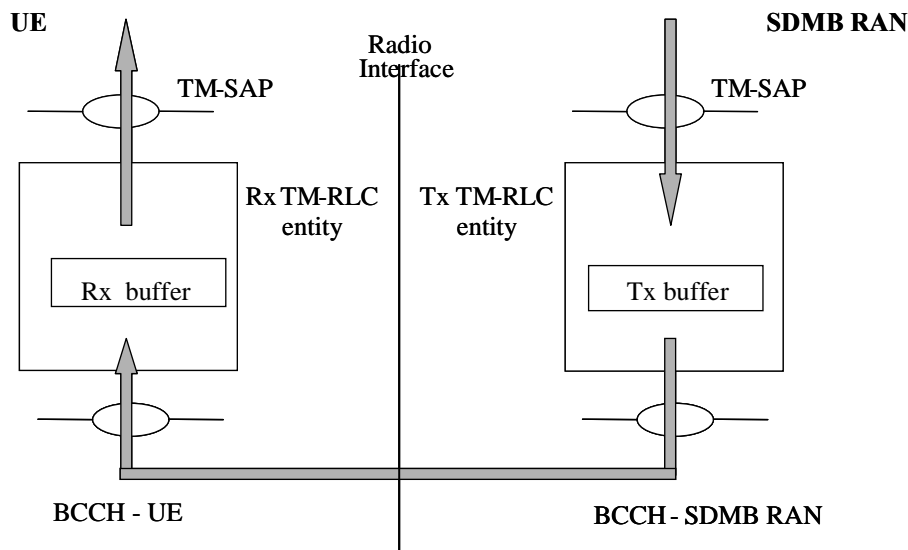 UE
SDMB RAN
Radio
Interface
TM-SAP
TM-SAP
Rx TM-RLC
entity
Tx TM-RLC
entity
Rx buffer
Tx buffer
BCCH - UE
BCCH - SDMB RAN